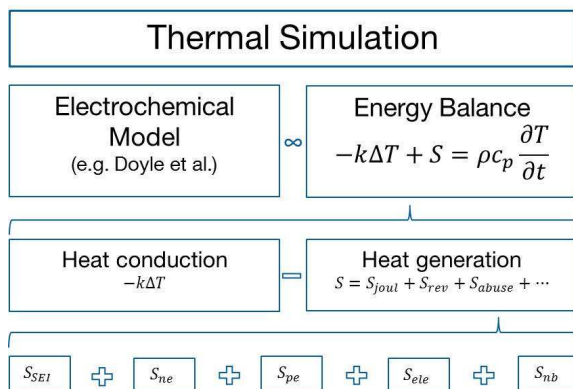 Thermal Simulation
Electrochemical
Model
(e.g. Doyle et al.)
∞
Energy Balance
−kΔT + S = ρc_p ∂T/∂t
Heat conduction
−kΔT
−
Heat generation
S = S_joul + S_rev + S_abuse + ⋯
S_SEI + S_ne + S_pe + S_ele + S_nb